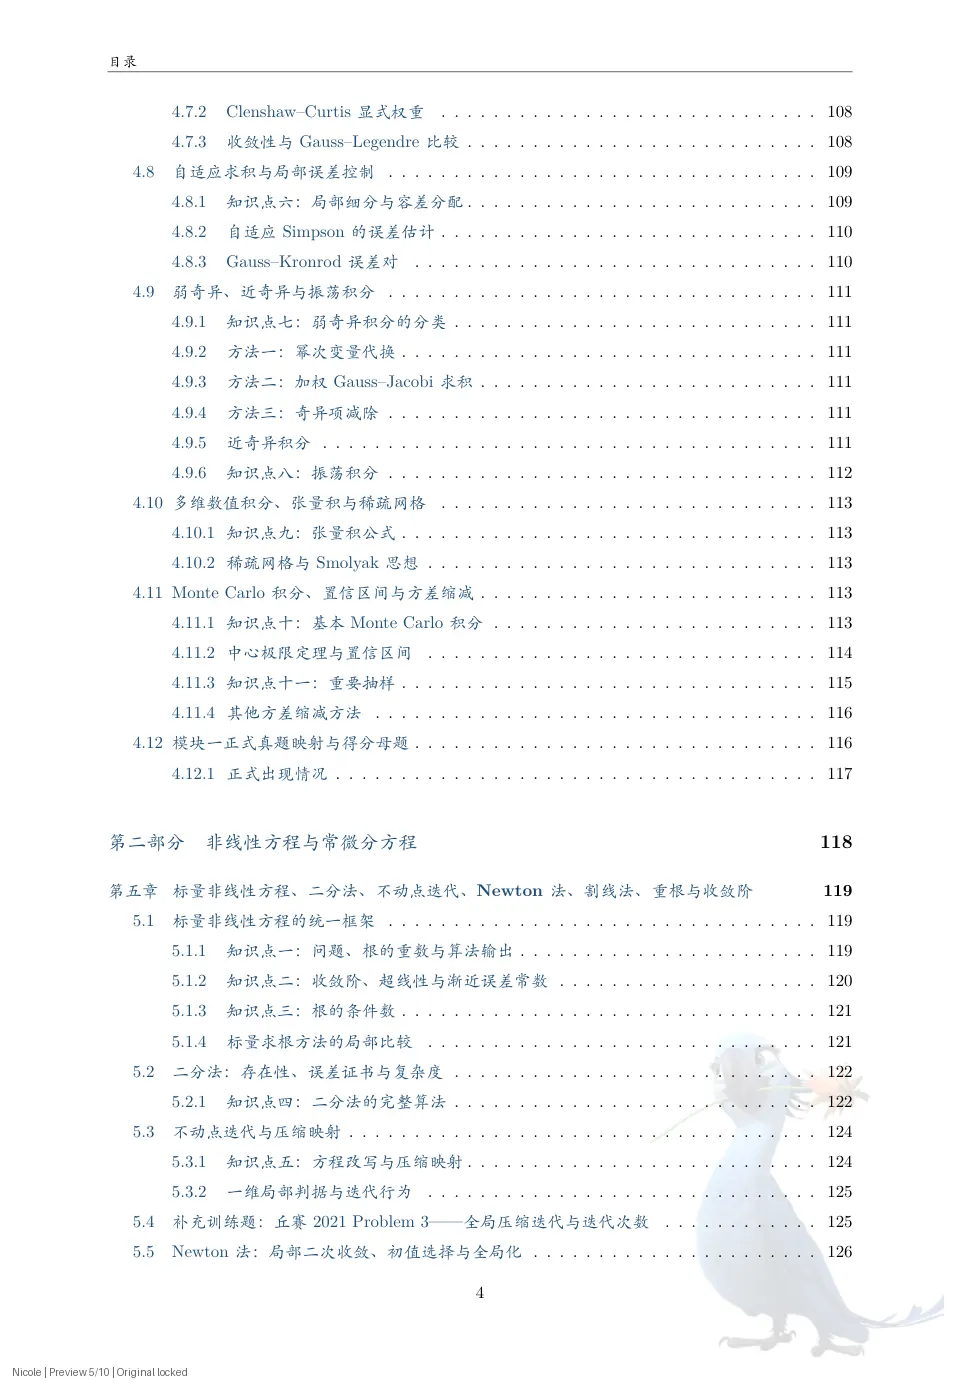 目录
4.7.2 Clenshaw–Curtis 显式权重 . . . . . . . . . . . . . . . . . . . . . . . . . . . . . 108
4.7.3 收敛性与 Gauss–Legendre 比较 . . . . . . . . . . . . . . . . . . . . . . . . . . . 108
4.8 自适应求积与局部误差控制 . . . . . . . . . . . . . . . . . . . . . . . . . . . . . . . . . 109
4.8.1 知识点六：局部细分与容差分配 . . . . . . . . . . . . . . . . . . . . . . . . . . . 109
4.8.2 自适应 Simpson 的误差估计 . . . . . . . . . . . . . . . . . . . . . . . . . . . . . 110
4.8.3 Gauss–Kronrod 误差对 . . . . . . . . . . . . . . . . . . . . . . . . . . . . . . . 110
4.9 弱奇异、近奇异与振荡积分 . . . . . . . . . . . . . . . . . . . . . . . . . . . . . . . . . 111
4.9.1 知识点七：弱奇异积分的分类 . . . . . . . . . . . . . . . . . . . . . . . . . . . . 111
4.9.2 方法一：幂次变量代换 . . . . . . . . . . . . . . . . . . . . . . . . . . . . . . . . 111
4.9.3 方法二：加权 Gauss–Jacobi 求积 . . . . . . . . . . . . . . . . . . . . . . . . . . 111
4.9.4 方法三：奇异项减除 . . . . . . . . . . . . . . . . . . . . . . . . . . . . . . . . . 111
4.9.5 近奇异积分 . . . . . . . . . . . . . . . . . . . . . . . . . . . . . . . . . . . . . . 111
4.9.6 知识点八：振荡积分 . . . . . . . . . . . . . . . . . . . . . . . . . . . . . . . . . 112
4.10 多维数值积分、张量积与稀疏网格 . . . . . . . . . . . . . . . . . . . . . . . . . . . . . 113
4.10.1 知识点九：张量积公式 . . . . . . . . . . . . . . . . . . . . . . . . . . . . . . . . 113
4.10.2 稀疏网格与 Smolyak 思想 . . . . . . . . . . . . . . . . . . . . . . . . . . . . . . 113
4.11 Monte Carlo 积分、置信区间与方差缩减 . . . . . . . . . . . . . . . . . . . . . . . . . . 113
4.11.1 知识点十：基本 Monte Carlo 积分 . . . . . . . . . . . . . . . . . . . . . . . . . 113
4.11.2 中心极限定理与置信区间 . . . . . . . . . . . . . . . . . . . . . . . . . . . . . . 114
4.11.3 知识点十一：重要抽样 . . . . . . . . . . . . . . . . . . . . . . . . . . . . . . . . 115
4.11.4 其他方差缩减方法 . . . . . . . . . . . . . . . . . . . . . . . . . . . . . . . . . . 116
4.12 模块一正式真题映射与得分母题 . . . . . . . . . . . . . . . . . . . . . . . . . . . . . . . 116
4.12.1 正式出现情况 . . . . . . . . . . . . . . . . . . . . . . . . . . . . . . . . . . . . . 117
第二部分 非线性方程与常微分方程 118
第五章 标量非线性方程、二分法、不动点迭代、Newton 法、割线法、重根与收敛阶 119
5.1 标量非线性方程的统一框架 . . . . . . . . . . . . . . . . . . . . . . . . . . . . . . . . . 119
5.1.1 知识点一：问题、根的重数与算法输出 . . . . . . . . . . . . . . . . . . . . . . . 119
5.1.2 知识点二：收敛阶、超线性与渐近误差常数 . . . . . . . . . . . . . . . . . . . . 120
5.1.3 知识点三：根的条件数 . . . . . . . . . . . . . . . . . . . . . . . . . . . . . . . . 121
5.1.4 标量求根方法的局部比较 . . . . . . . . . . . . . . . . . . . . . . . . . . . . . . 121
5.2 二分法：存在性、误差证书与复杂度 . . . . . . . . . . . . . . . . . . . . . . . . . . . . 122
5.2.1 知识点四：二分法的完整算法 . . . . . . . . . . . . . . . . . . . . . . . . . . . . 122
5.3 不动点迭代与压缩映射 . . . . . . . . . . . . . . . . . . . . . . . . . . . . . . . . . . . . 124
5.3.1 知识点五：方程改写与压缩映射 . . . . . . . . . . . . . . . . . . . . . . . . . . . 124
5.3.2 一维局部判据与迭代行为 . . . . . . . . . . . . . . . . . . . . . . . . . . . . . . 125
5.4 补充训练题：丘赛 2021 Problem 3——全局压缩迭代与迭代次数 . . . . . . . . . . . . 125
5.5 Newton 法：局部二次收敛、初值选择与全局化 . . . . . . . . . . . . . . . . . . . . . . 126
4
Nicole | Preview 5/10 | Original locked